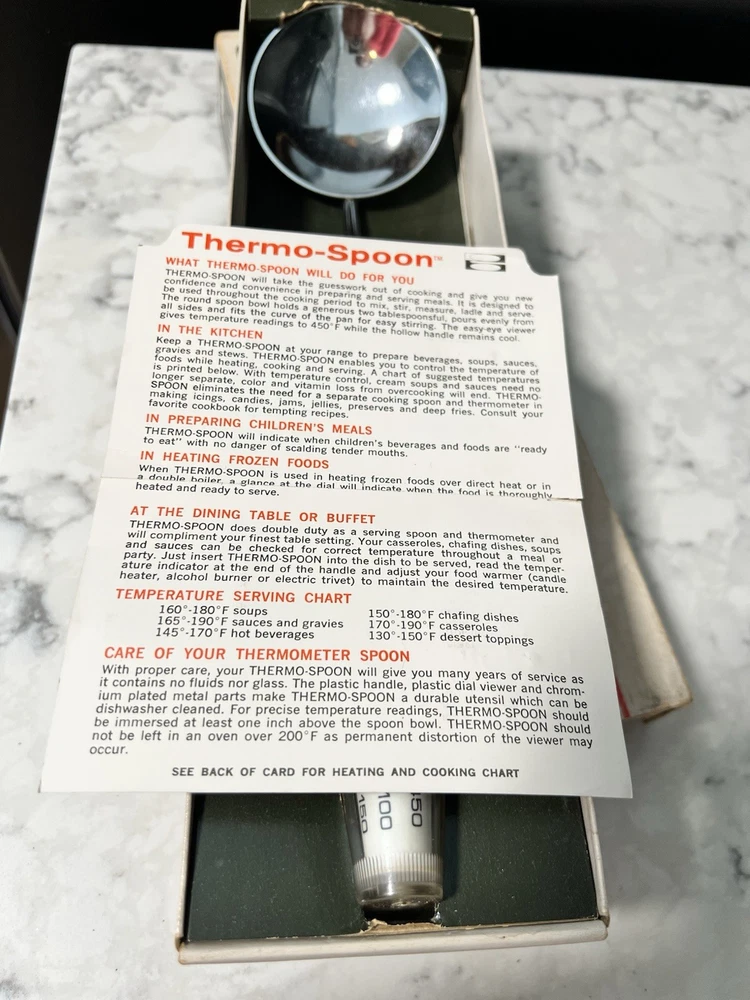 Thermo-Spoon™
WHAT THERMO-SPOON WILL DO FOR YOU
THERMO-SPOON will take the guesswork out of cooking and give you new
confidence and convenience in preparing and serving meals. It is designed to
be used throughout the cooking period to mix, stir, measure, ladle and serve.
The round spoon bowl holds a generous two tablespoonsful, pours evenly from
all sides and fits the curve of the pan for easy stirring. The easy-eye viewer
gives temperature readings to 450°F while the hollow handle remains cool.
IN THE KITCHEN
Keep a THERMO-SPOON at your range to prepare beverages, soups, sauces,
gravies and stews. THERMO-SPOON enables you to control the temperature of
foods while heating, cooking and serving. A chart of suggested temperatures
is printed below. With temperature control, cream soups and sauces need no
longer separate, color and vitamin loss from overcooking will end. THERMO-
SPOON eliminates the need for a separate cooking spoon and thermometer in
making icings, candies, jams, jellies, preserves and deep fries. Consult your
favorite cookbook for tempting recipes.
IN PREPARING CHILDREN'S MEALS
THERMO-SPOON will indicate when children's beverages and foods are "ready
to eat" with no danger of scalding tender mouths.
IN HEATING FROZEN FOODS
When THERMO-SPOON is used in heating frozen foods over direct heat or in
a double boiler, a glance at the dial will indicate when the food is thoroughly
heated and ready to serve.
AT THE DINING TABLE OR BUFFET
THERMO-SPOON does double duty as a serving spoon and thermometer and
will compliment your finest table setting. Your casseroles, chafing dishes, soups
and sauces can be checked for correct temperature throughout a meal or
party. Just insert THERMO-SPOON into the dish to be served, read the temper-
ature indicator at the end of the handle and adjust your food warmer (candle
heater, alcohol burner or electric trivet) to maintain the desired temperature.
TEMPERATURE SERVING CHART
160°-180°F soups
165°-190°F sauces and gravies
145°-170°F hot beverages
150°-180°F chafing dishes
170°-190°F casseroles
130°-150°F dessert toppings
CARE OF YOUR THERMOMETER SPOON
With proper care, your THERMO-SPOON will give you many years of service as
it contains no fluids nor glass. The plastic handle, plastic dial viewer and chrom-
ium plated metal parts make THERMO-SPOON a durable utensil which can be
dishwasher cleaned. For precise temperature readings, THERMO-SPOON should
be immersed at least one inch above the spoon bowl. THERMO-SPOON should
not be left in an oven over 200°F as permanent distortion of the viewer may
occur.
SEE BACK OF CARD FOR HEATING AND COOKING CHART
100